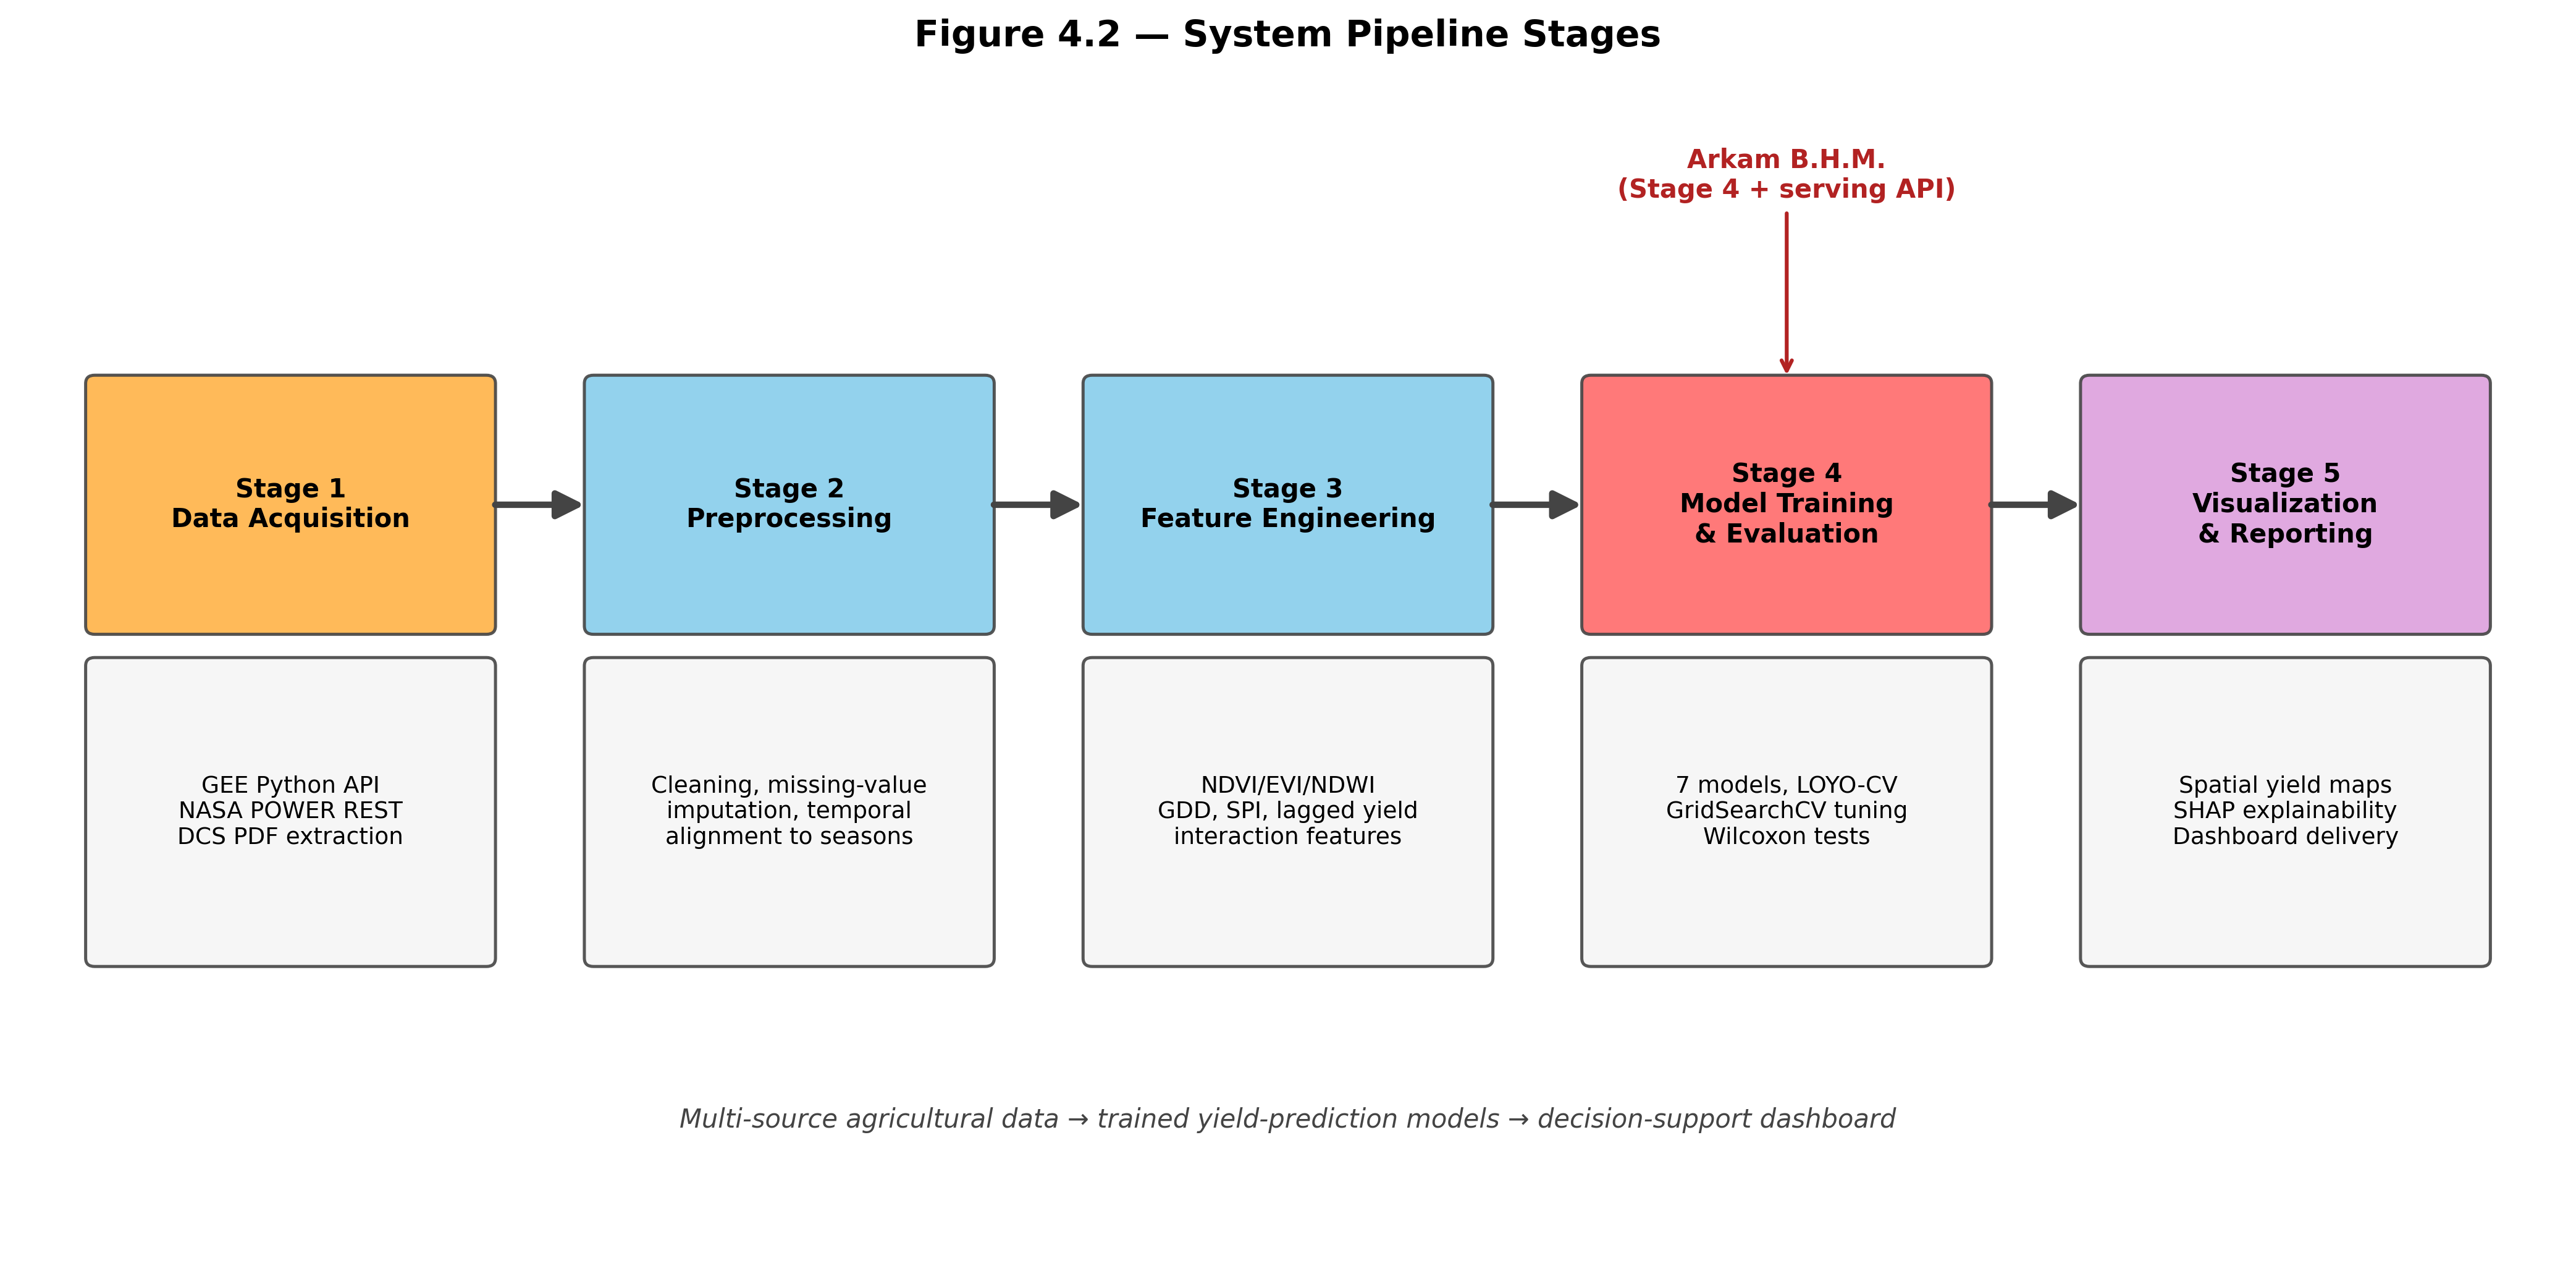 Figure 4.2 — System Pipeline Stages
Arkam B.H.M.
(Stage 4 + serving API)
Stage 1
Data Acquisition
Stage 2
Preprocessing
Stage 3
Feature Engineering
Stage 4
Model Training
& Evaluation
Stage 5
Visualization
& Reporting
GEE Python API
NASA POWER REST
DCS PDF extraction
Cleaning, missing-value
imputation, temporal
alignment to seasons
NDVI/EVI/NDWI
GDD, SPI, lagged yield
interaction features
7 models, LOYO-CV
GridSearchCV tuning
Wilcoxon tests
Spatial yield maps
SHAP explainability
Dashboard delivery
Multi-source agricultural data → trained yield-prediction models → decision-support dashboard